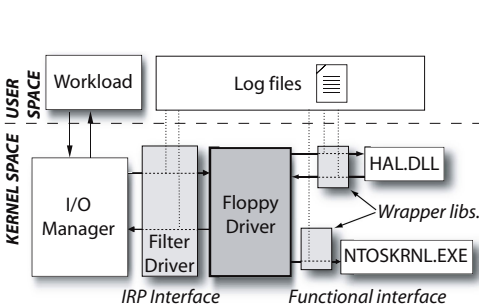 USER
SPACE
KERNEL SPACE
Workload
Log files
I/O
Manager
Filter
Driver
Floppy
Driver
HAL.DLL
Wrapper libs.
NTOSKRNL.EXE
IRP Interface
Functional interface